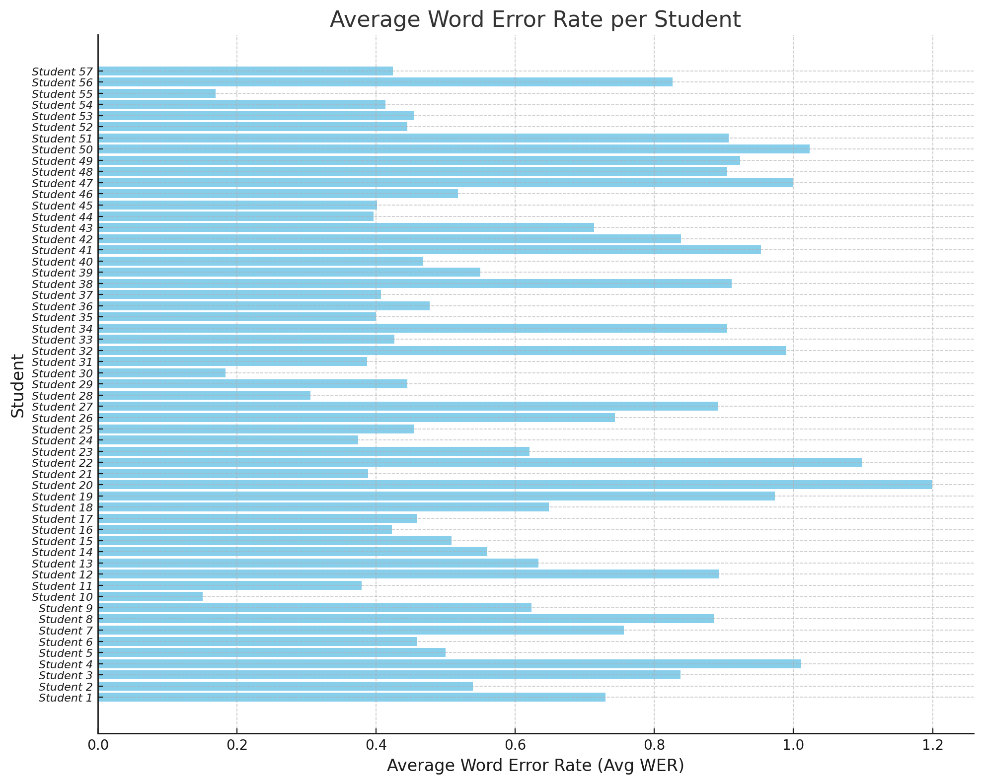 Average Word Error Rate per Student
Student
Student 57
Student 56
Student 55
Student 54
Student 53
Student 52
Student 51
Student 50
Student 49
Student 48
Student 47
Student 46
Student 45
Student 44
Student 43
Student 42
Student 41
Student 40
Student 39
Student 38
Student 37
Student 36
Student 35
Student 34
Student 33
Student 32
Student 31
Student 30
Student 29
Student 28
Student 27
Student 26
Student 25
Student 24
Student 23
Student 22
Student 21
Student 20
Student 19
Student 18
Student 17
Student 16
Student 15
Student 14
Student 13
Student 12
Student 11
Student 10
Student 9
Student 8
Student 7
Student 6
Student 5
Student 4
Student 3
Student 2
Student 1
0.0 0.2 0.4 0.6 0.8 1.0 1.2
Average Word Error Rate (Avg WER)